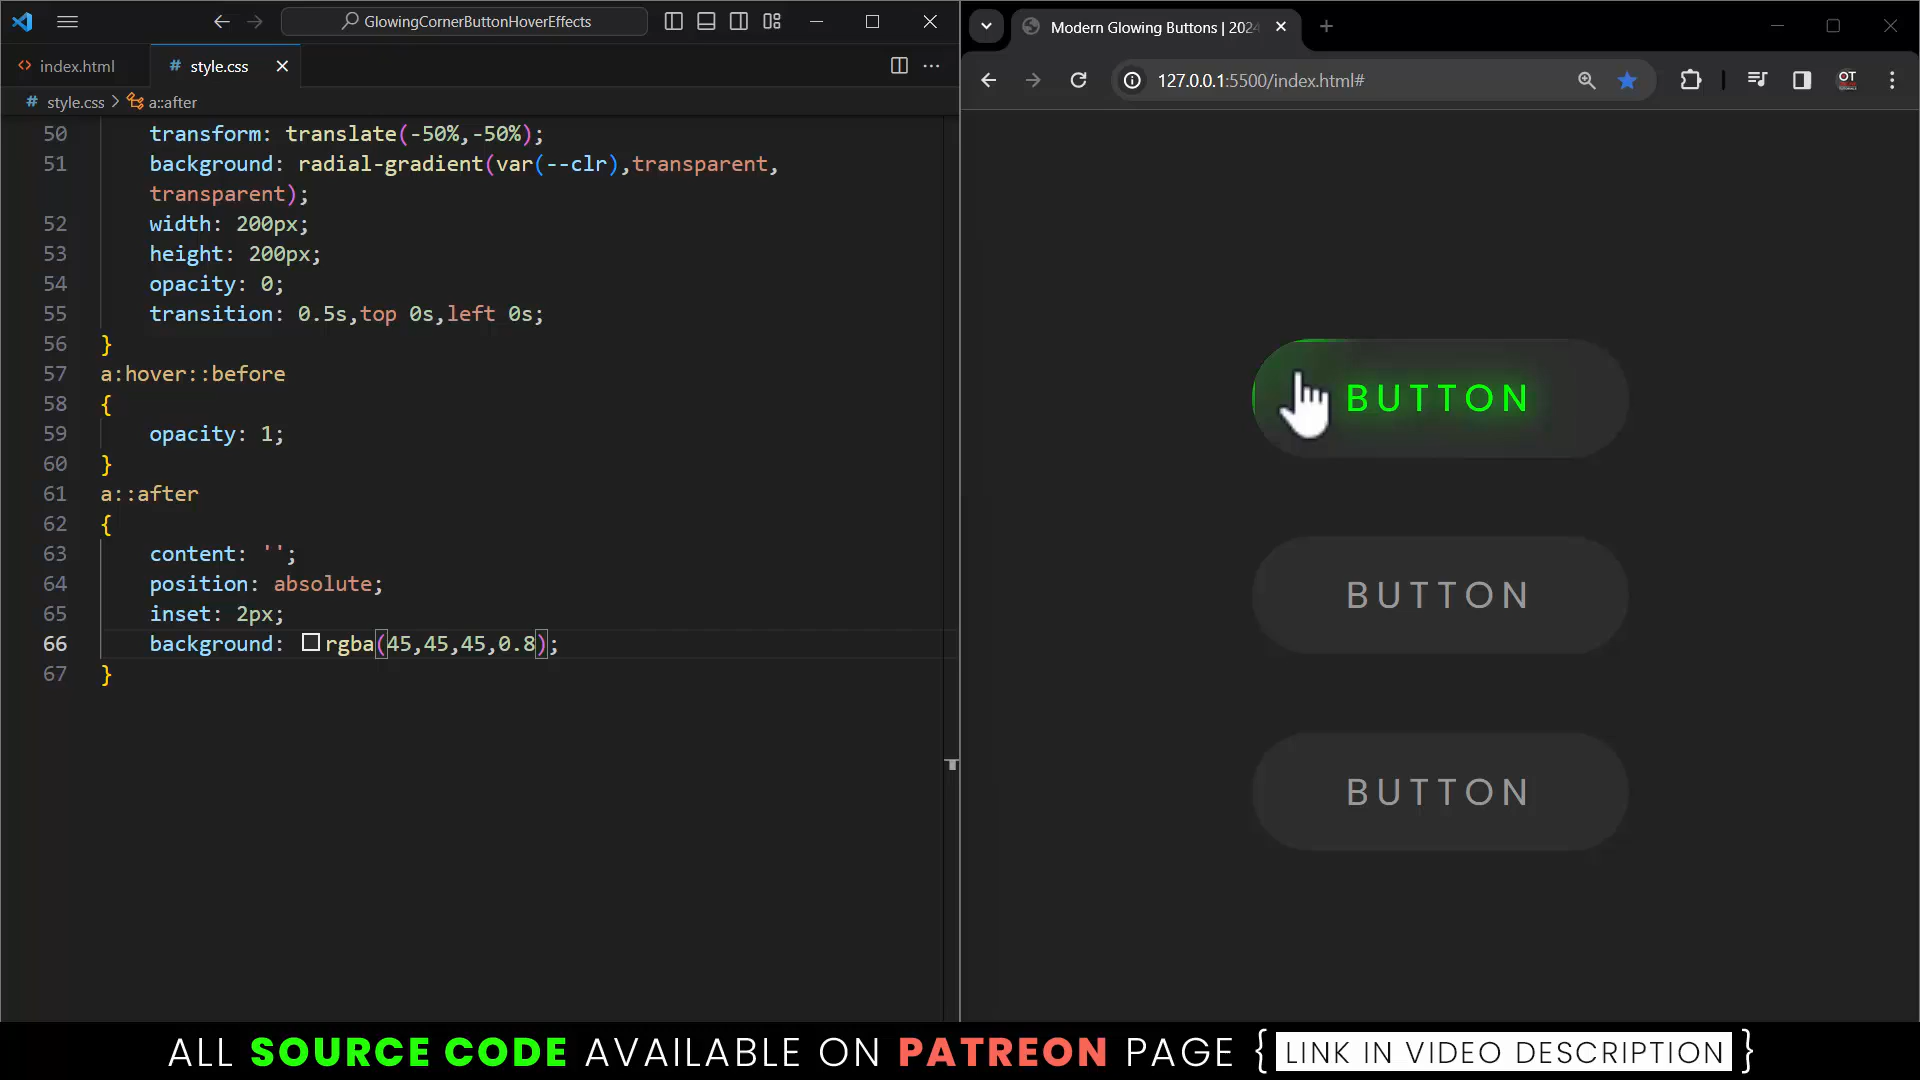 GlowingCornerButtonHoverEffects
index.html
# style.css
# style.css > a::after
50 transform: translate(-50%,-50%);
51 background: radial-gradient(var(--clr),transparent,
transparent);
52 width: 200px;
53 height: 200px;
54 opacity: 0;
55 transition: 0.5s,top 0s,left 0s;
56 }
57 a:hover::before
58 {
59 opacity: 1;
60 }
61 a::after
62 {
63 content: '';
64 position: absolute;
65 inset: 2px;
66 background: rgba(45,45,45,0.8);
67 }
Modern Glowing Buttons | 2024
127.0.0.1:5500/index.html#
OT
BUTTON
BUTTON
BUTTON
ALL SOURCE CODE AVAILABLE ON PATREON PAGE { LINK IN VIDEO DESCRIPTION }